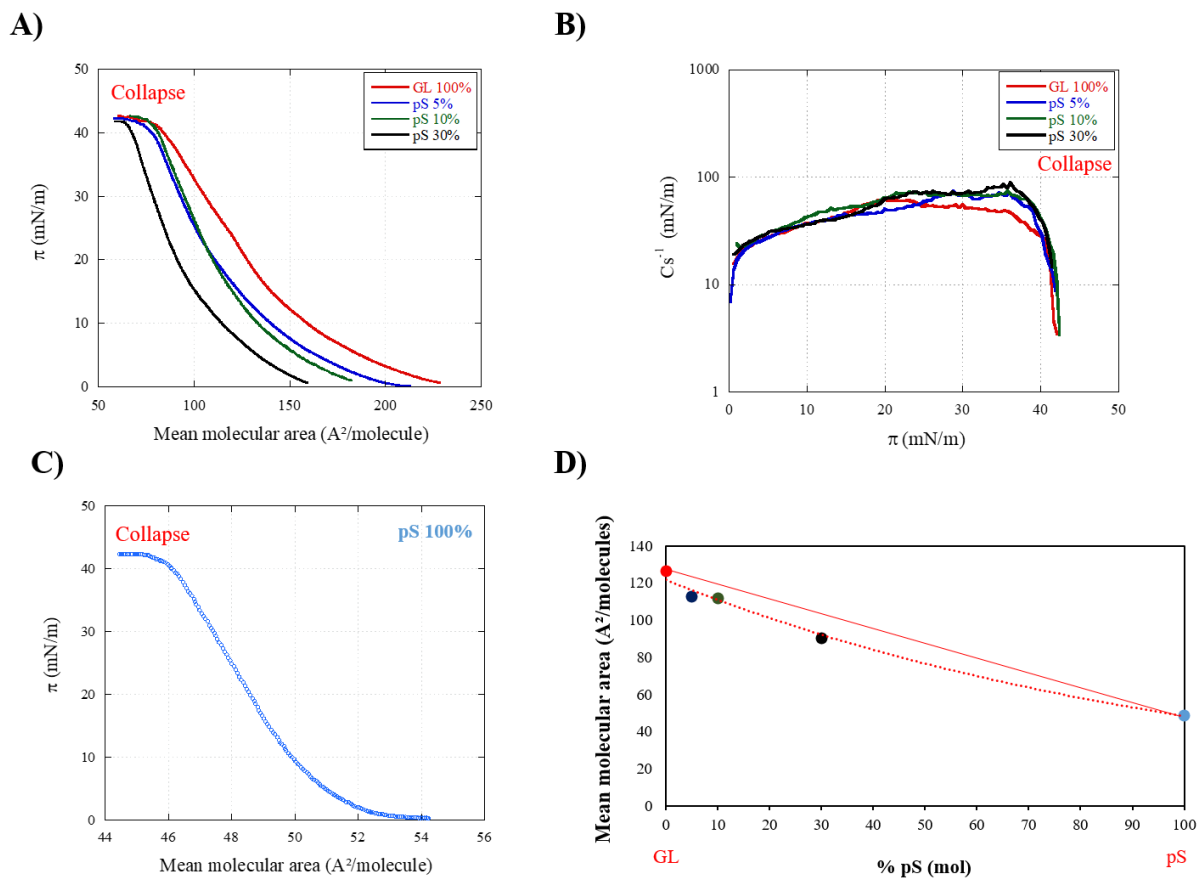 A)
50
40
30
20
10
0
π (mN/m)
Collapse
GL 100%
pS 5%
pS 10%
pS 30%
50
100
150
200
250
Mean molecular area (A²/molecule)
B)
1000
100
10
1
Cs⁻¹ (mN/m)
GL 100%
pS 5%
pS 10%
pS 30%
Collapse
0
10
20
30
40
50
π (mN/m)
C)
50
40
30
20
10
0
π (mN/m)
Collapse
pS 100%
44
46
48
50
52
54
56
Mean molecular area (A²/molecule)
D)
140
120
100
80
60
40
20
0
Mean molecular area (A²/molecules)
0
10
20
30
40
50
60
70
80
90
100
GL
% pS (mol)
pS